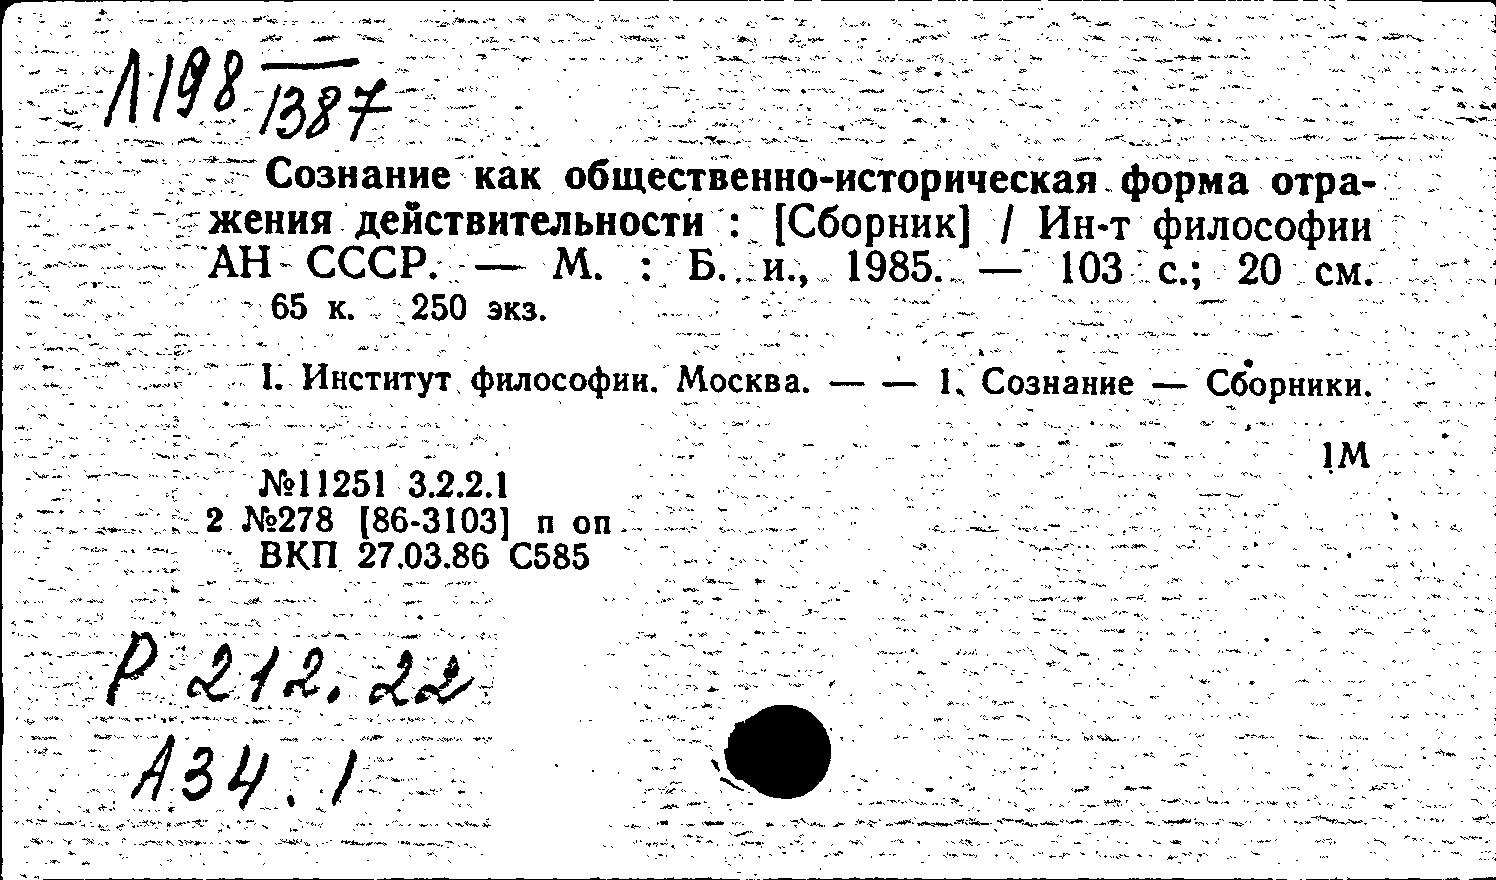 Л198
1387
Сознание как общественно-историческая форма отра-
жения действительности : [Сборник] / Ин-т философии
АН СССР. — М. : Б. и., 1985. — 103 с.; 20 см.
65 к. 250 экз.
I. Институт философии. Москва. — — 1. Сознание — Сборники.
1М
№11251 3.2.2.1
2 №278 [86-3103] п оп
ВКП 27.03.86 С585
Р 212.22
А34.1